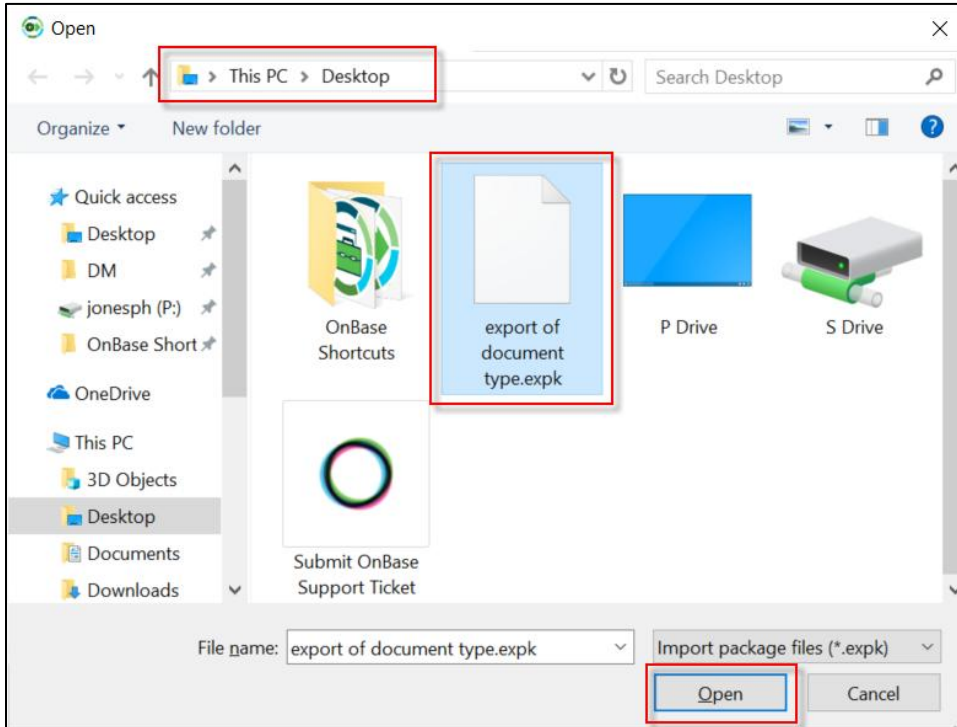 Open
This PC > Desktop
Search Desktop
Organize
New folder
Quick access
Desktop
DM
jonesph (P:)
OnBase Short
OneDrive
This PC
3D Objects
Desktop
Documents
Downloads
OnBase
Shortcuts
export of
document
type.expk
P Drive
S Drive
Submit OnBase
Support Ticket
File name:
export of document type.expk
Import package files (*.expk)
Open
Cancel